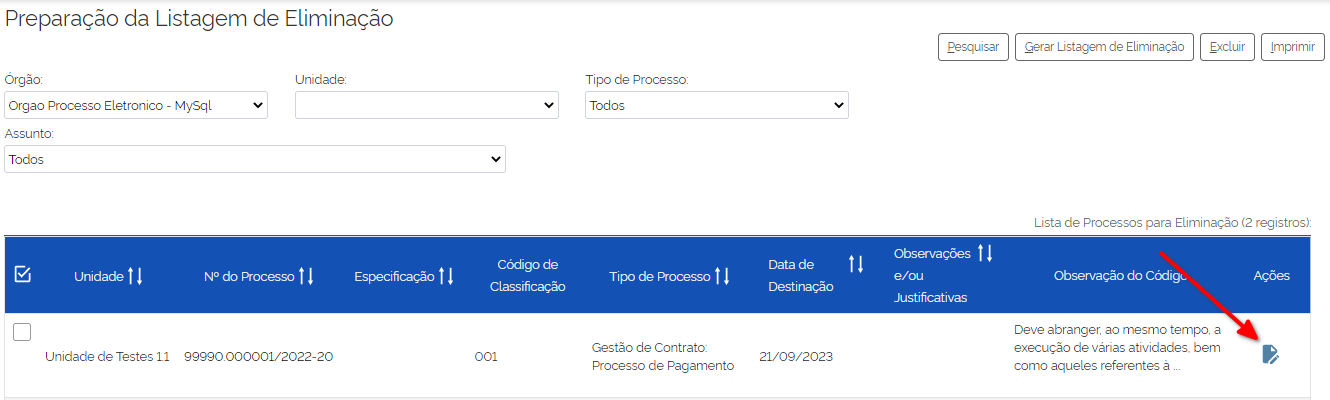 Preparação da Listagem de Eliminação
Pesquisar Gerar Listagem de Eliminação Excluir Imprimir
Órgão: Unidade: Tipo de Processo:
Orgao Processo Eletronico - MySql Todos
Assunto:
Todos
Lista de Processos para Eliminação (2 registros):
Unidade Nº do Processo Especificação Código de Classificação Tipo de Processo Data de Destinação Observações e/ou Justificativas Observação do Código Ações
Unidade de Testes 11 99990.000001/2022-20 001 Gestão de Contrato: Processo de Pagamento 21/09/2023 Deve abranger, ao mesmo tempo, a execução de várias atividades, bem como aqueles referentes à ...